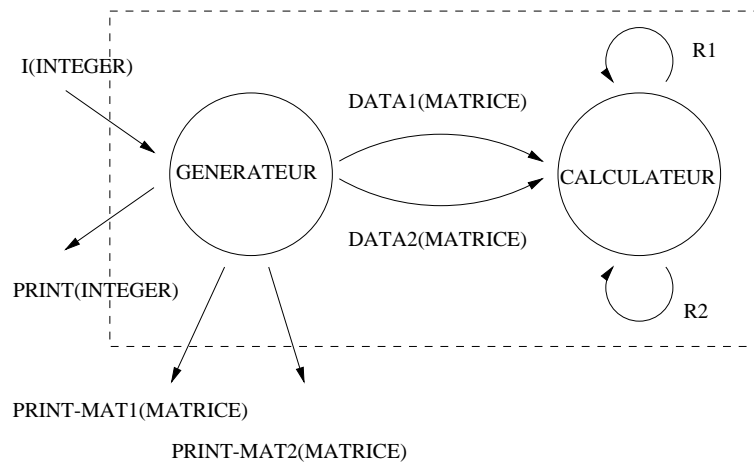 R1
I(INTEGER)
DATA1(MATRICE)
GENERATEUR
CALCULATEUR
DATA2(MATRICE)
PRINT(INTEGER)
R2
PRINT-MAT1(MATRICE)
PRINT-MAT2(MATRICE)